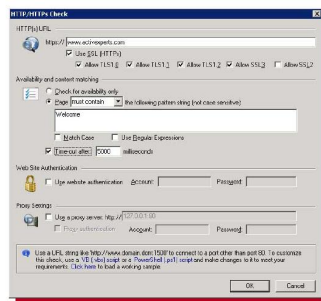 HTTP/HTTPs Check
HTTP(s) URL
https:// www.activexperts.com
Use SSL (HTTPs)
Allow TLS1.0 Allow TLS1.1 Allow TLS1.2 Allow SSL3 Allow SSL2
Availability and content matching
Check for availability only
Page must contain the following pattern string (not case sensitive)
Welcome
Match Case Use Regular Expressions
Time-out after: 5000 milliseconds
Web Site Authentication
Use website authentication Account: Password:
Proxy Settings
Use a proxy server: http:// 127.0.0.1:80
Proxy authentication Account: Password:
Use a URL string like 'http://www.domain.dom:1508' to connect to a port other than port 80. To customize
this check, use a VB (.vbs) script or a PowerShell (.ps1) script and make changes to it to meet your
requirements. Click here to load a working sample.
OK Cancel